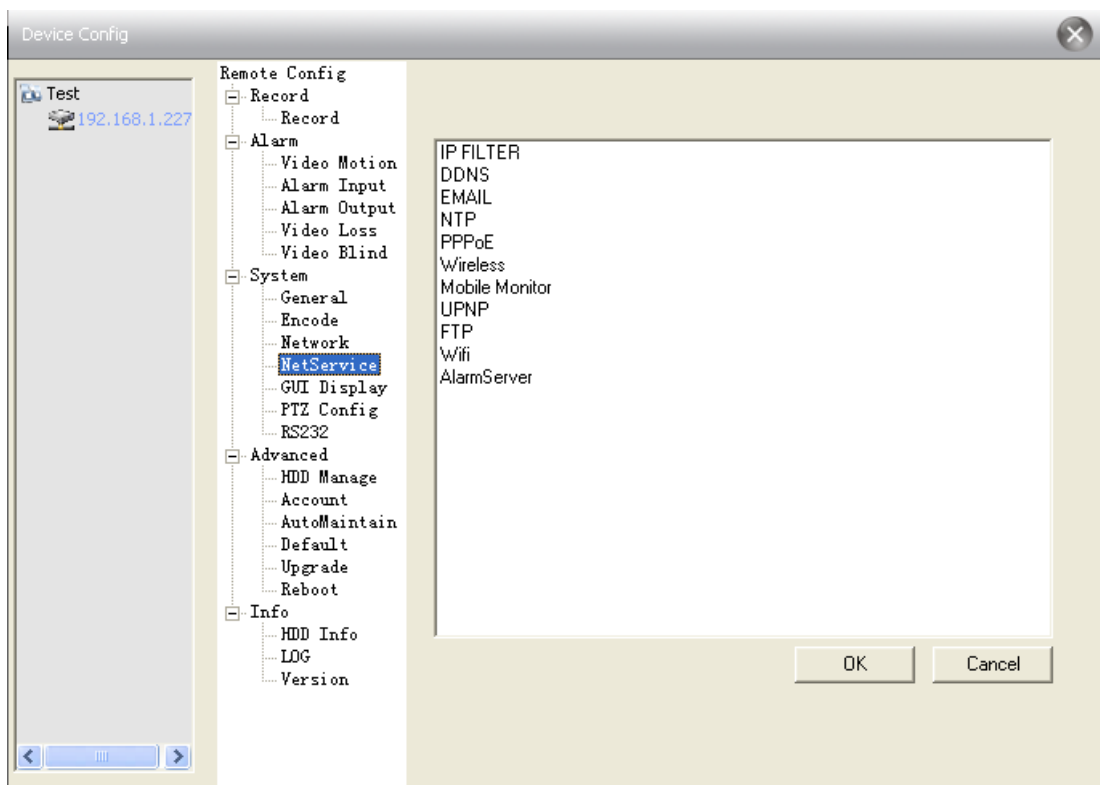 Device Config
Test
192.168.1.227
Remote Config
Record
Record
Alarm
Video Motion
Alarm Input
Alarm Output
Video Loss
Video Blind
System
General
Encode
Network
NetService
GUI Display
PTZ Config
RS232
Advanced
HDD Manage
Account
AutoMaintain
Default
Upgrade
Reboot
Info
HDD Info
LOG
Version
IP FILTER
DDNS
EMAIL
NTP
PPPoE
Wireless
Mobile Monitor
UPNP
FTP
Wifi
AlarmServer
OK
Cancel